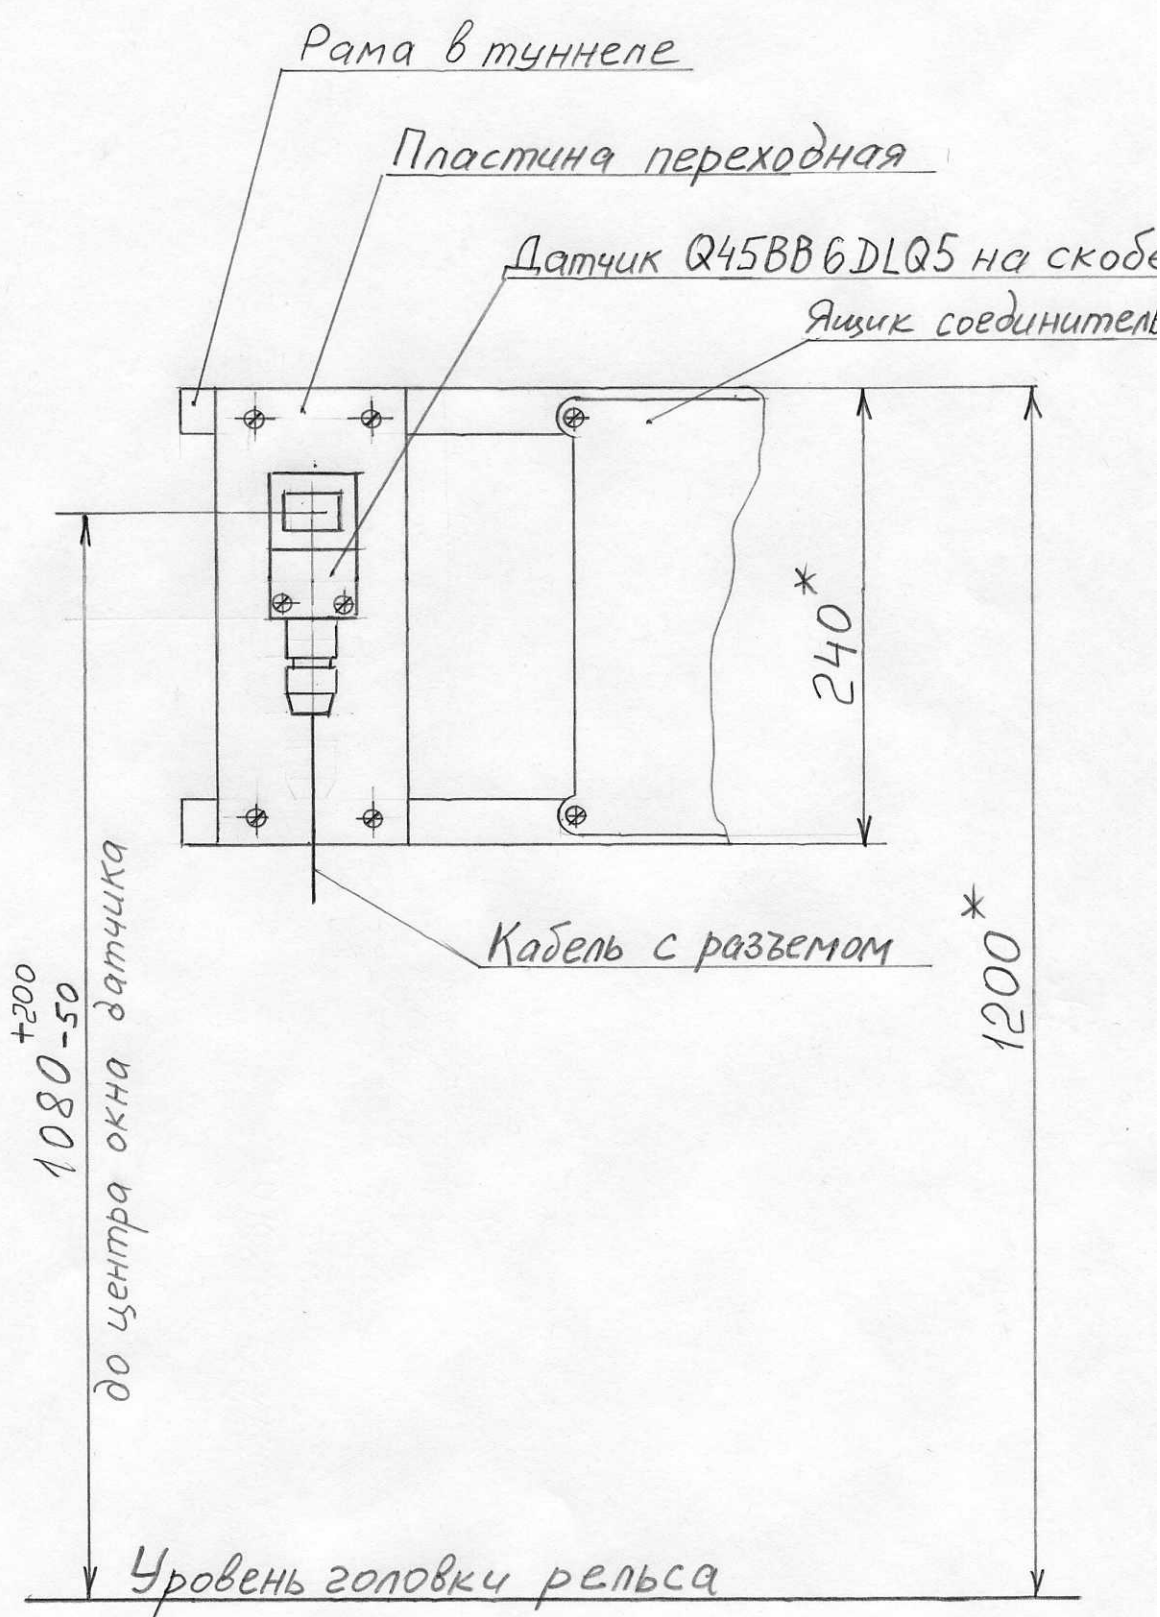 Рама в туннеле
Пластина переходная
Датчик Q45BB6DLQ5 на скобе
Ящик соединитель
240*
1200*
Кабель с разъемом
1080 +200 -50
до центра окна датчика
Уровень головки рельса